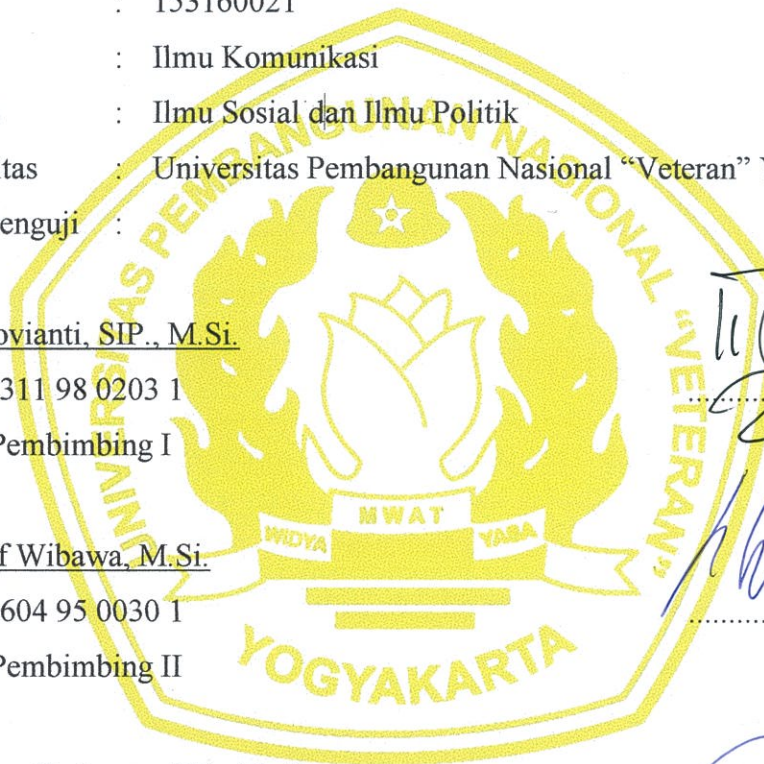 : 153160021
: Ilmu Komunikasi
: Ilmu Sosial dan Ilmu Politik
itas : Universitas Pembangunan Nasional “Veteran”
enguji :
ovianti, SIP., M.Si.
311 98 0203 1
Pembimbing I
f Wibawa, M.Si.
604 95 0030 1
Pembimbing II
UNIVERSITAS PEMBANGUNAN NASIONAL “VETERAN”
WIDYA MWAT YASA
YOGYAKARTA